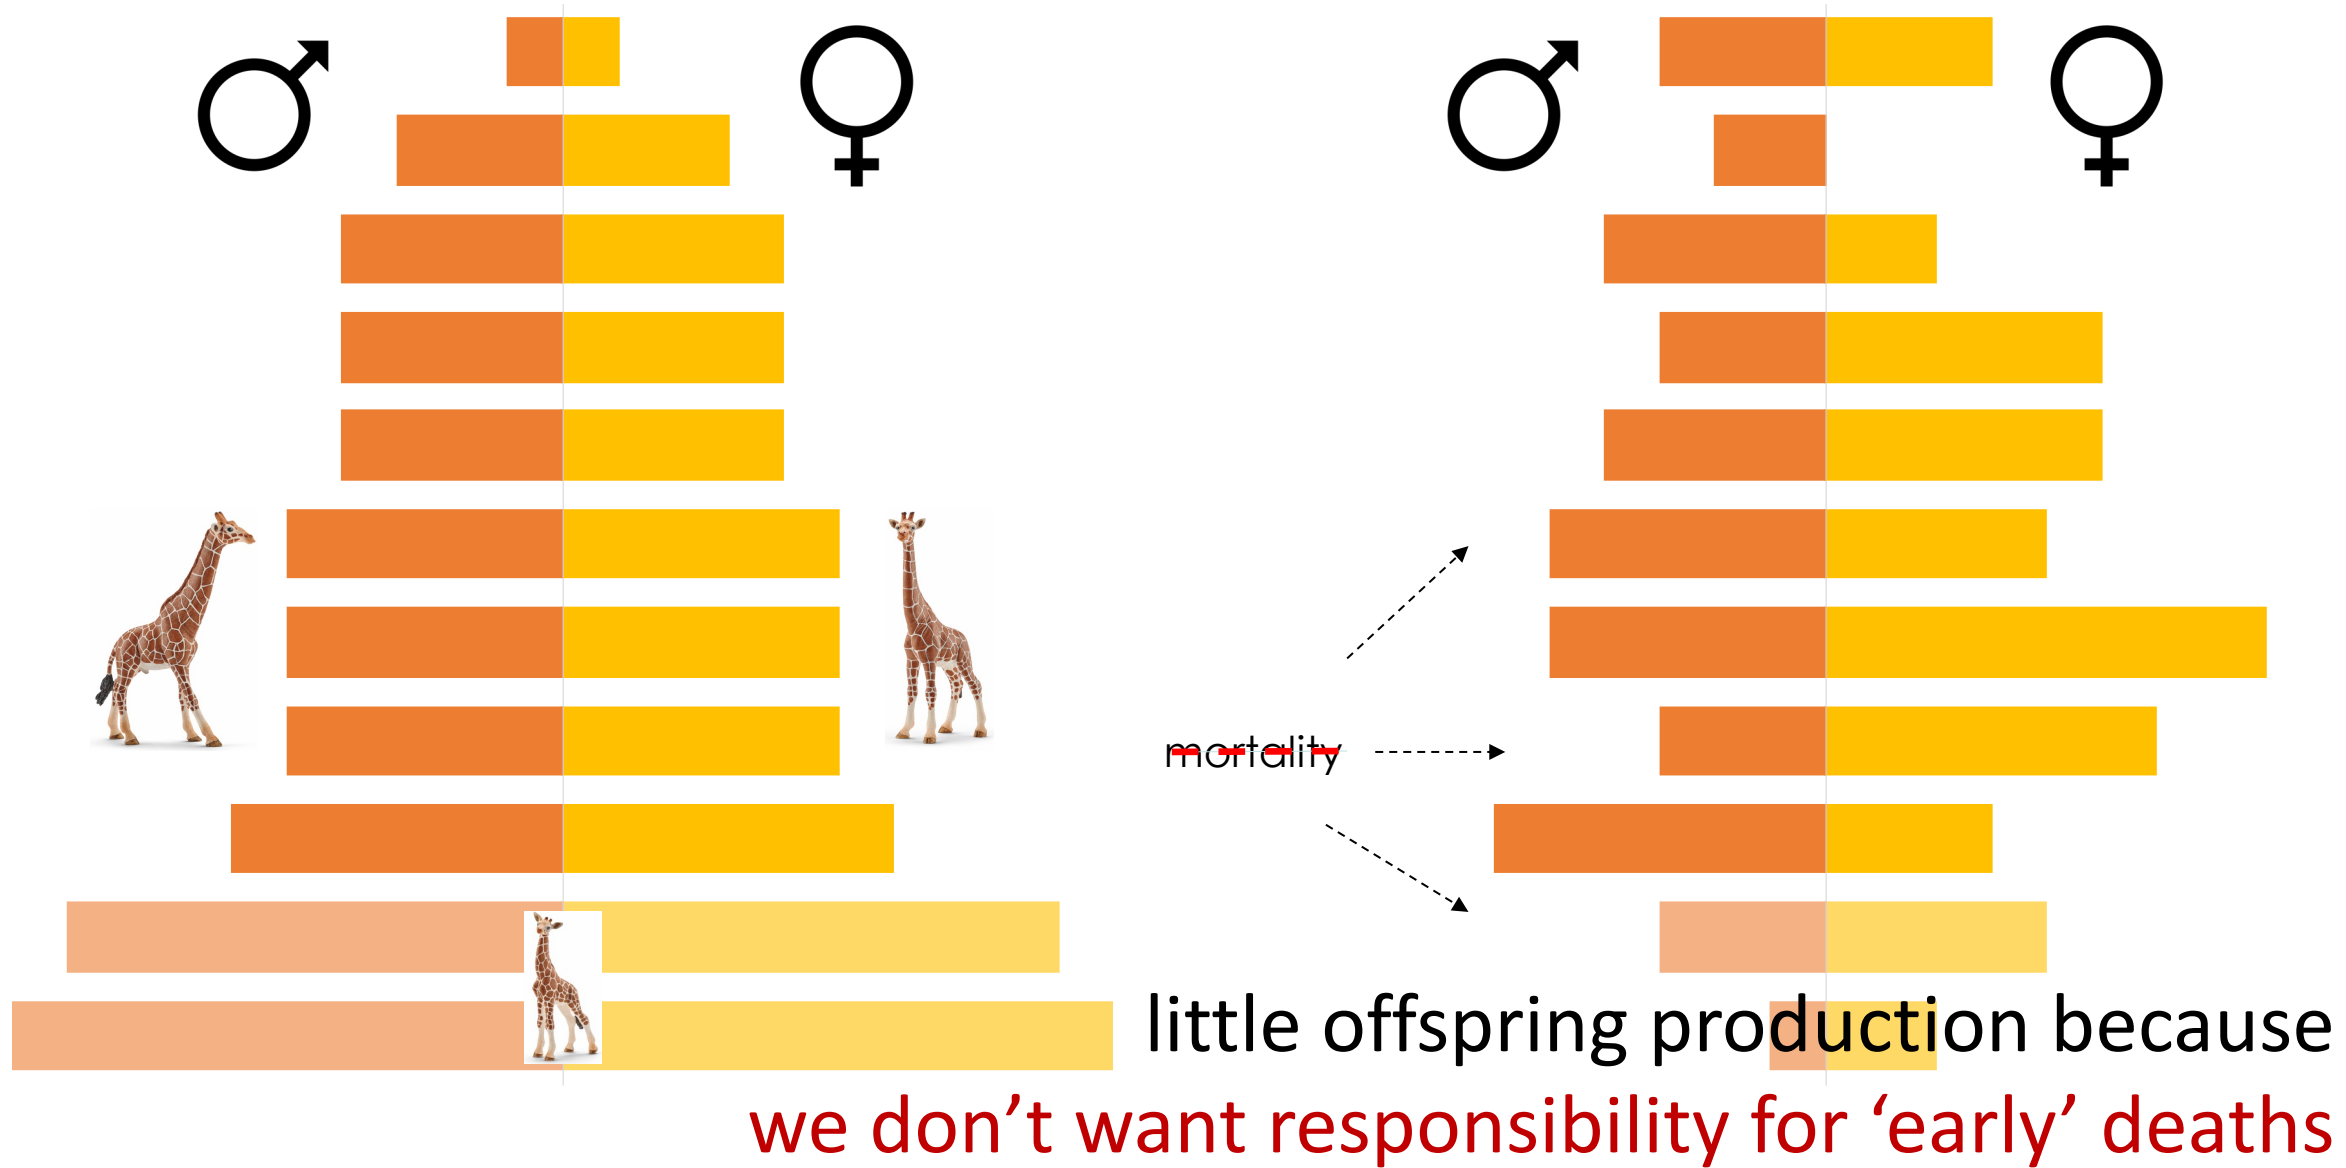 mortality
little offspring production because
we don’t want responsibility for ‘early’ deaths